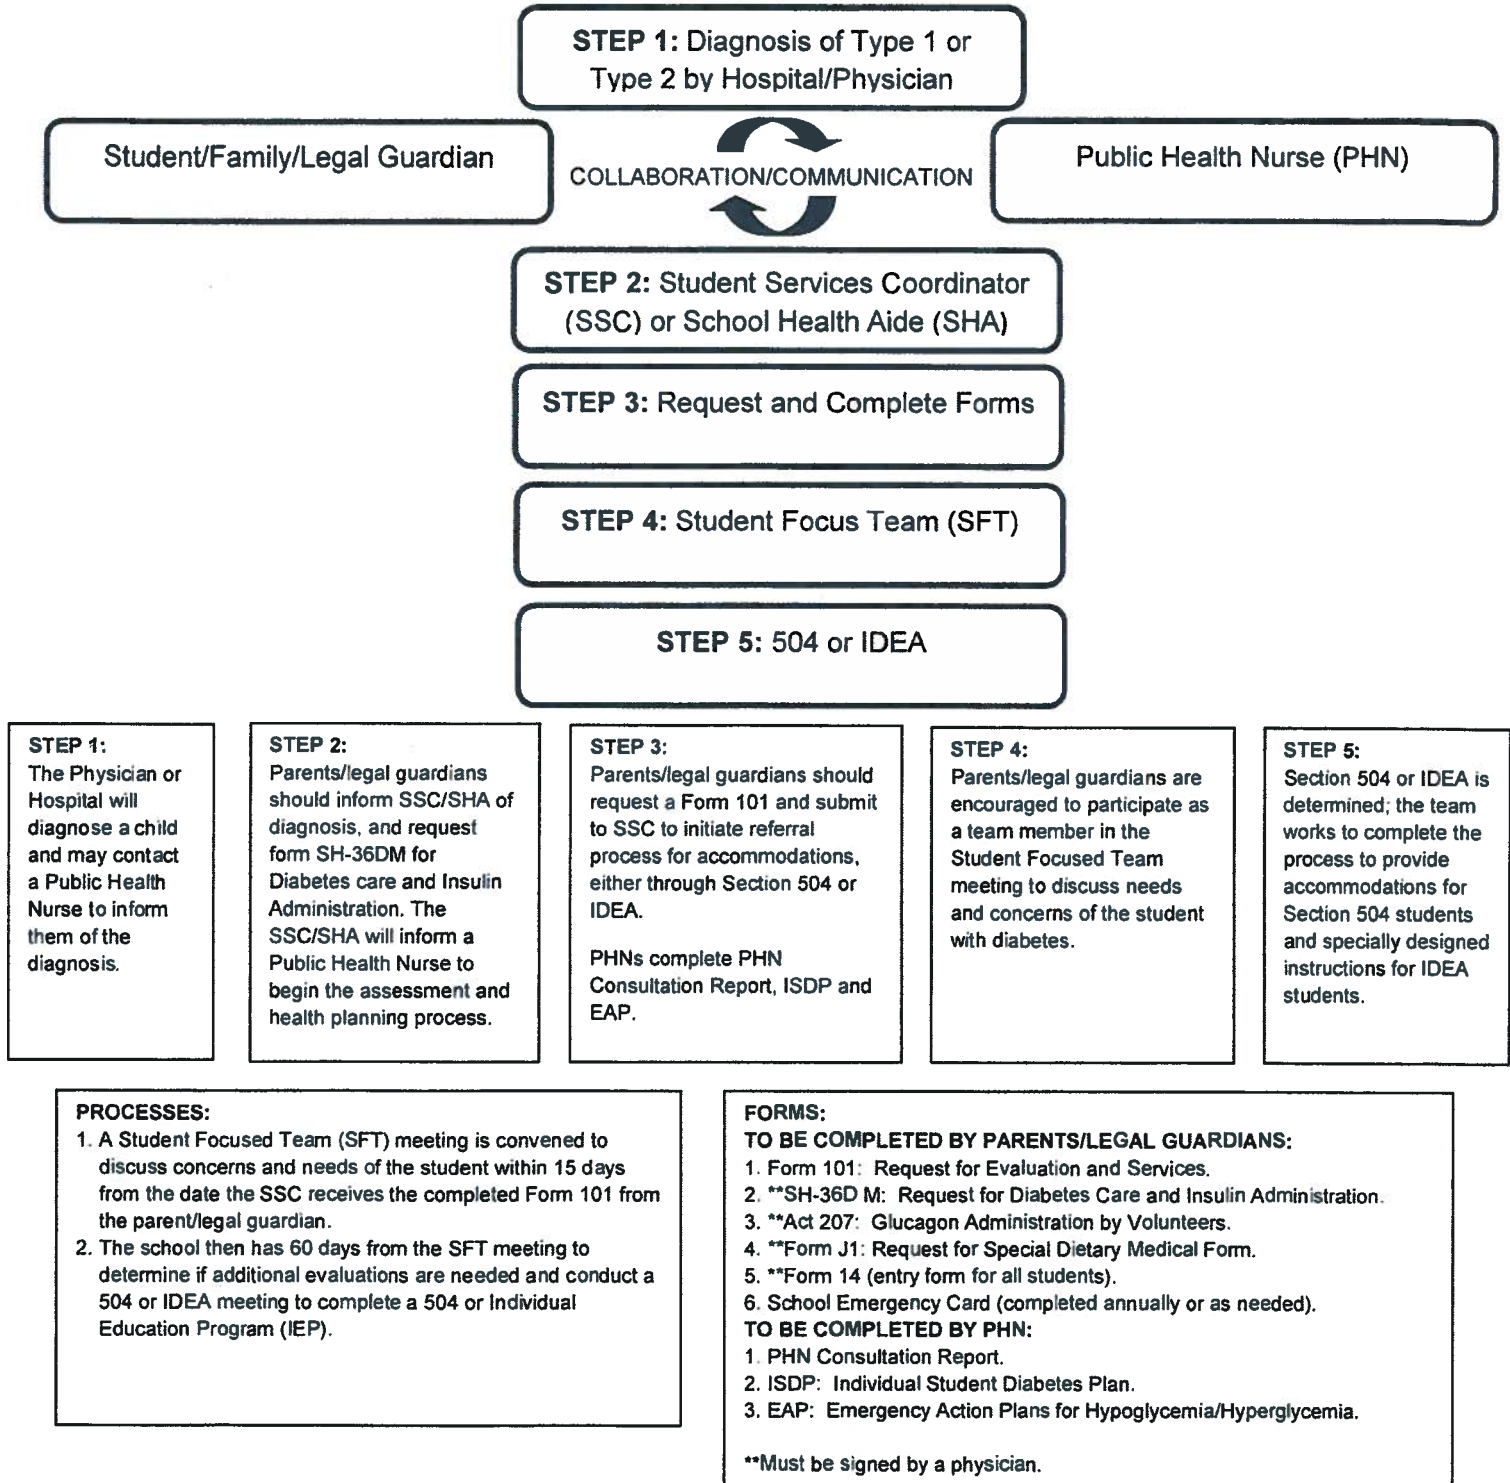 STEP 1: Diagnosis of Type 1 or
Type 2 by Hospital/Physician
Student/Family/Legal Guardian
COLLABORATION/COMMUNICATION
Public Health Nurse (PHN)
STEP 2: Student Services Coordinator
(SSC) or School Health Aide (SHA)
STEP 3: Request and Complete Forms
STEP 4: Student Focus Team (SFT)
STEP 5: 504 or IDEA
STEP 1:
The Physician or
Hospital will
diagnose a child
and may contact
a Public Health
Nurse to inform
them of the
diagnosis.
STEP 2:
Parents/legal guardians
should inform SSC/SHA of
diagnosis, and request
form SH-36DM for
Diabetes care and Insulin
Administration. The
SSC/SHA will inform a
Public Health Nurse to
begin the assessment and
health planning process.
STEP 3:
Parents/legal guardians should
request a Form 101 and submit
to SSC to initiate referral
process for accommodations,
either through Section 504 or
IDEA.
PHNs complete PHN
Consultation Report, ISDP and
EAP.
STEP 4:
Parents/legal guardians are
encouraged to participate as
a team member in the
Student Focused Team
meeting to discuss needs
and concerns of the student
with diabetes.
STEP 5:
Section 504 or IDEA is
determined; the team
works to complete the
process to provide
accommodations for
Section 504 students
and specially designed
instructions for IDEA
students.
PROCESSES:
1. A Student Focused Team (SFT) meeting is convened to
discuss concerns and needs of the student within 15 days
from the date the SSC receives the completed Form 101 from
the parent/legal guardian.
2. The school then has 60 days from the SFT meeting to
determine if additional evaluations are needed and conduct a
504 or IDEA meeting to complete a 504 or Individual
Education Program (IEP).
FORMS:
TO BE COMPLETED BY PARENTS/LEGAL GUARDIANS:
1. Form 101: Request for Evaluation and Services.
2. **SH-36D M: Request for Diabetes Care and Insulin Administration.
3. **Act 207: Glucagon Administration by Volunteers.
4. **Form J1: Request for Special Dietary Medical Form.
5. **Form 14 (entry form for all students).
6. School Emergency Card (completed annually or as needed).
TO BE COMPLETED BY PHN:
1. PHN Consultation Report.
2. ISDP: Individual Student Diabetes Plan.
3. EAP: Emergency Action Plans for Hypoglycemia/Hyperglycemia.
**Must be signed by a physician.